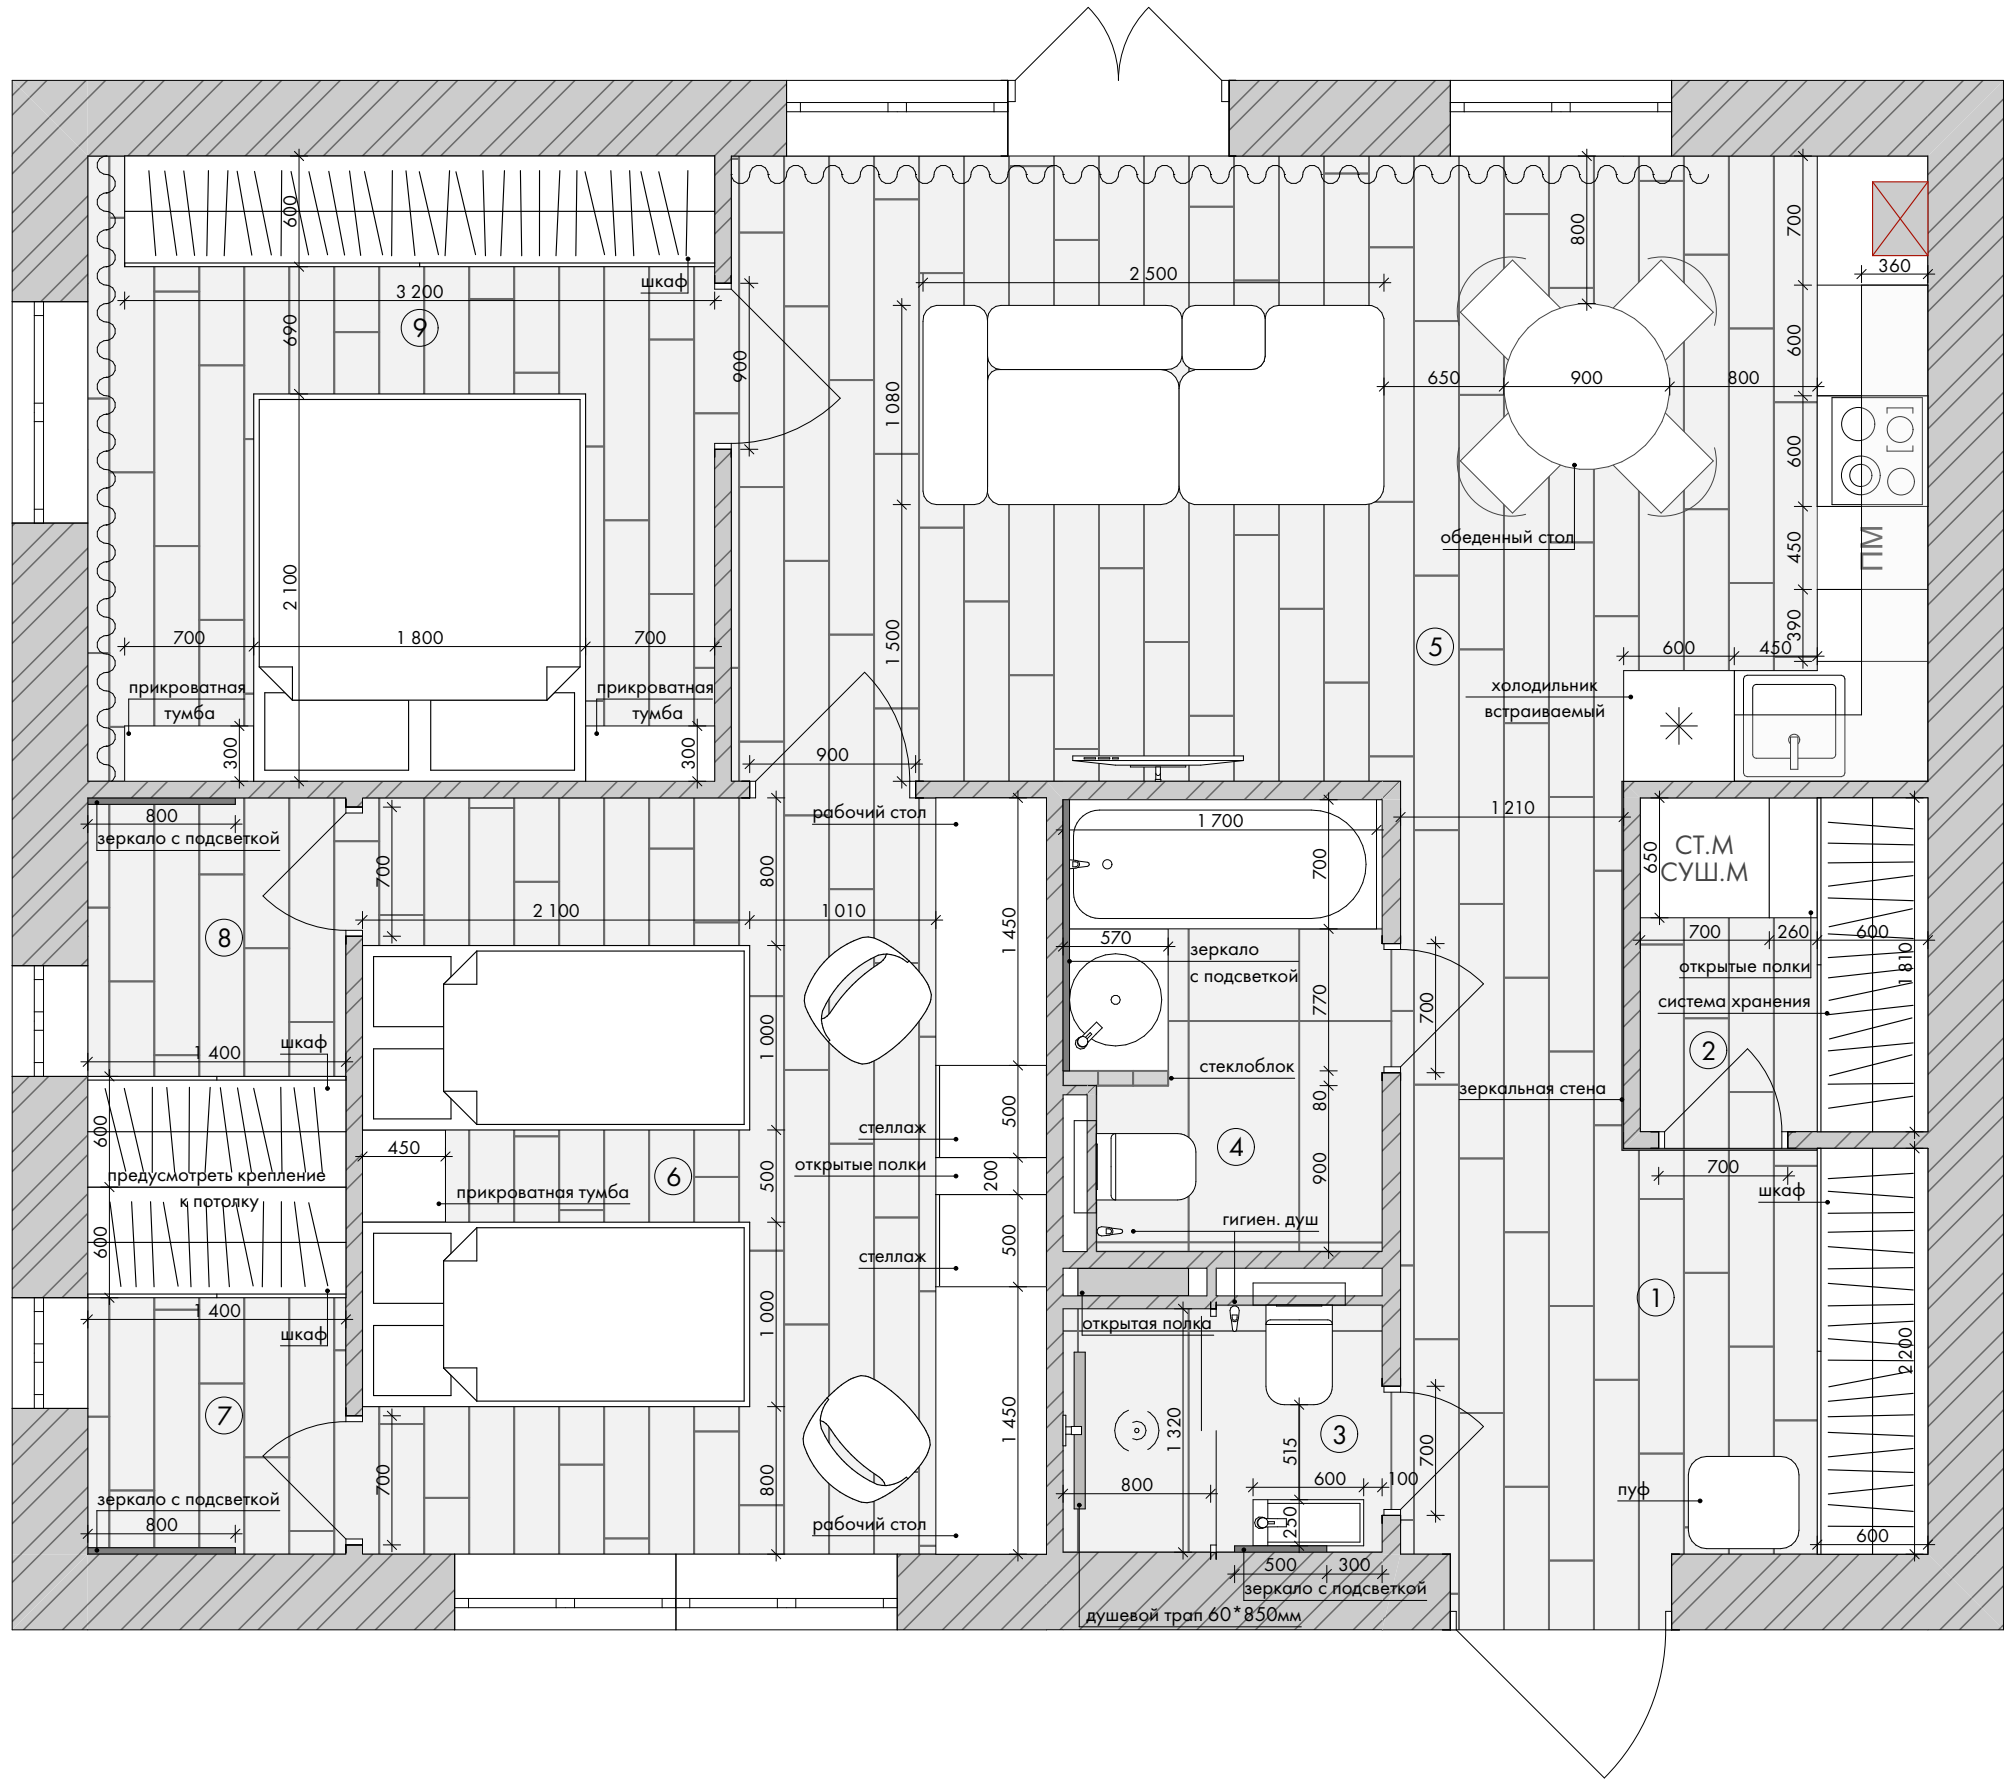 600
шкаф
3 200
9
690
900
2 100
700
1 800
700
прикроватная
тумба
прикроватная
тумба
300
300
2 500
1 080
1 500
900
800
700
360
600
650
900
800
600
обеденный стол
450
ПМ
390
5
600
450
холодильник
встраиваемый
800
зеркало с подсветкой
700
8
1 400
шкаф
600
предусмотреть крепление
к потолку
600
1 400
шкаф
7
700
зеркало с подсветкой
800
800
2 100
1 010
1 000
450
500
прикроватная тумба
6
1 000
800
рабочий стол
1 450
500
стеллаж
открытые полки
200
стеллаж
500
1 450
рабочий стол
1 700
700
570
зеркало
с подсветкой
770
700
стеклоблок
80
4
900
гигиен. душ
открытая полка
1 320
3
515
700
800
600
100
250
500
300
зеркало с подсветкой
душевой трап 60*850мм
1 210
650
СТ.М
СУШ.М
700
260
600
1 810
открытые полки
система хранения
2
зеркальная стена
700
шкаф
1
2 200
пуф
600